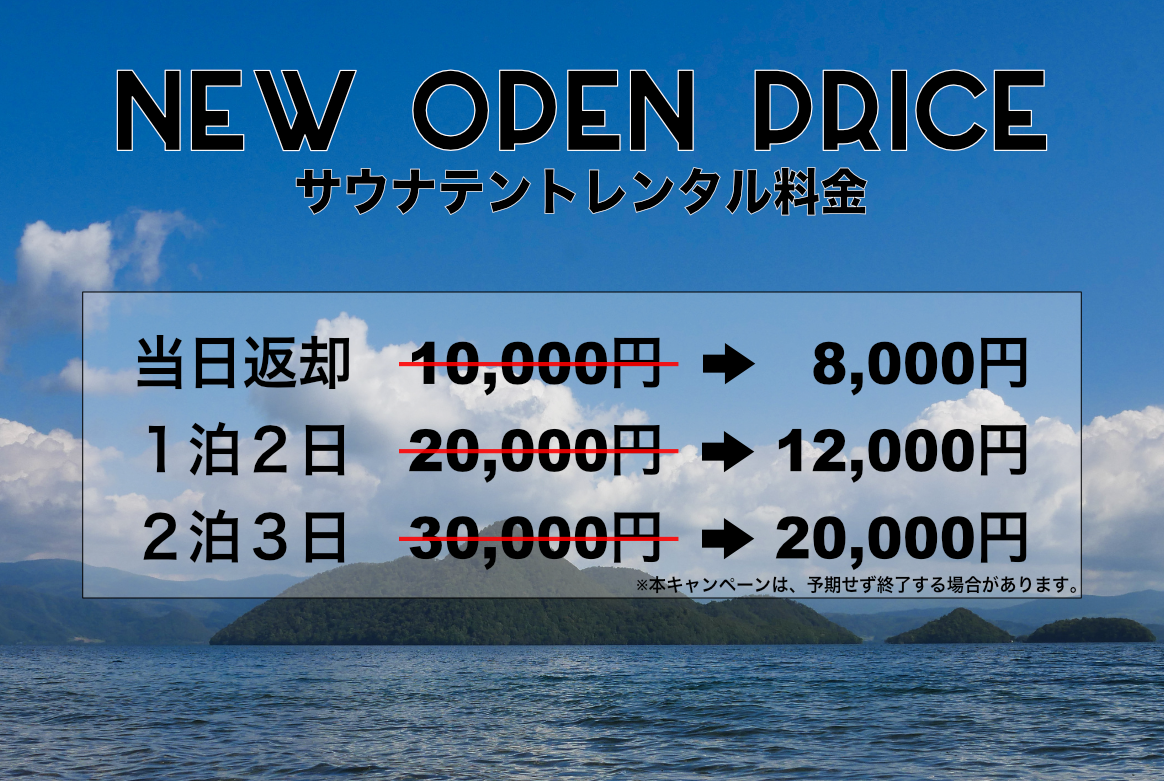 NEW OPEN PRICE
サウナテントレンタル料金
当日返却 10,000円 ➡ 8,000円
１泊２日 20,000円 ➡ 12,000円
２泊３日 30,000円 ➡ 20,000円
※本キャンペーンは、予期せず終了する場合があります。